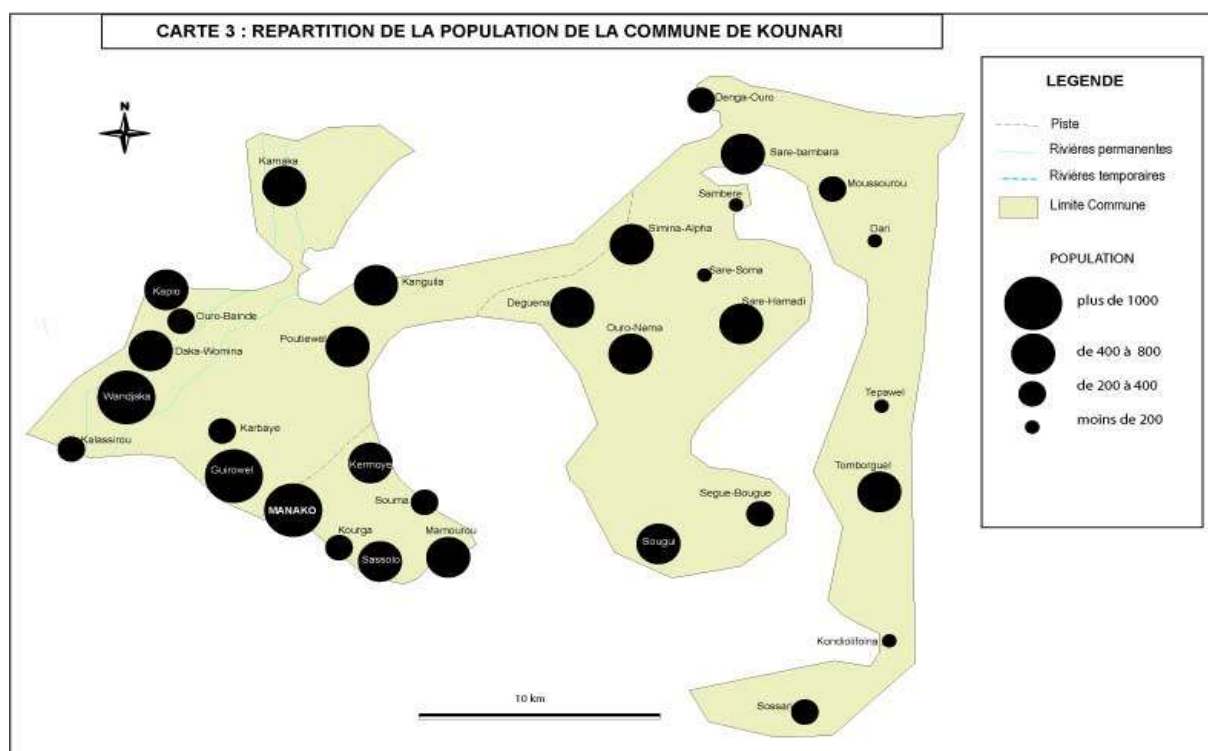 CARTE 3 : REPARTITION DE LA POPULATION DE LA COMMUNE DE KOUNARI
N
LEGENDE
Piste
Rivières permanentes
Rivières temporaires
Limite Commune
POPULATION
plus de 1000
de 400 à 800
de 200 à 400
moins de 200
Denga-Ouro
Sare-bambara
Kamaka
Moussourou
Sambere
Dari
Simina-Alpha
Sare-Soma
Kanguila
Kapio
Deguena
Sare-Hamadi
Ouro-Bainde
Ouro-Nema
Poutiewel
Daka-Womina
Wandjaka
Tepawel
Karbaye
Kalassirou
Kermoye
Guirowel
Tomborguel
Segue-Bougue
Souma
MANAKO
Kourga
Mamourou
Sougui
Sassolo
Kondiolifoina
Sossari
10 km